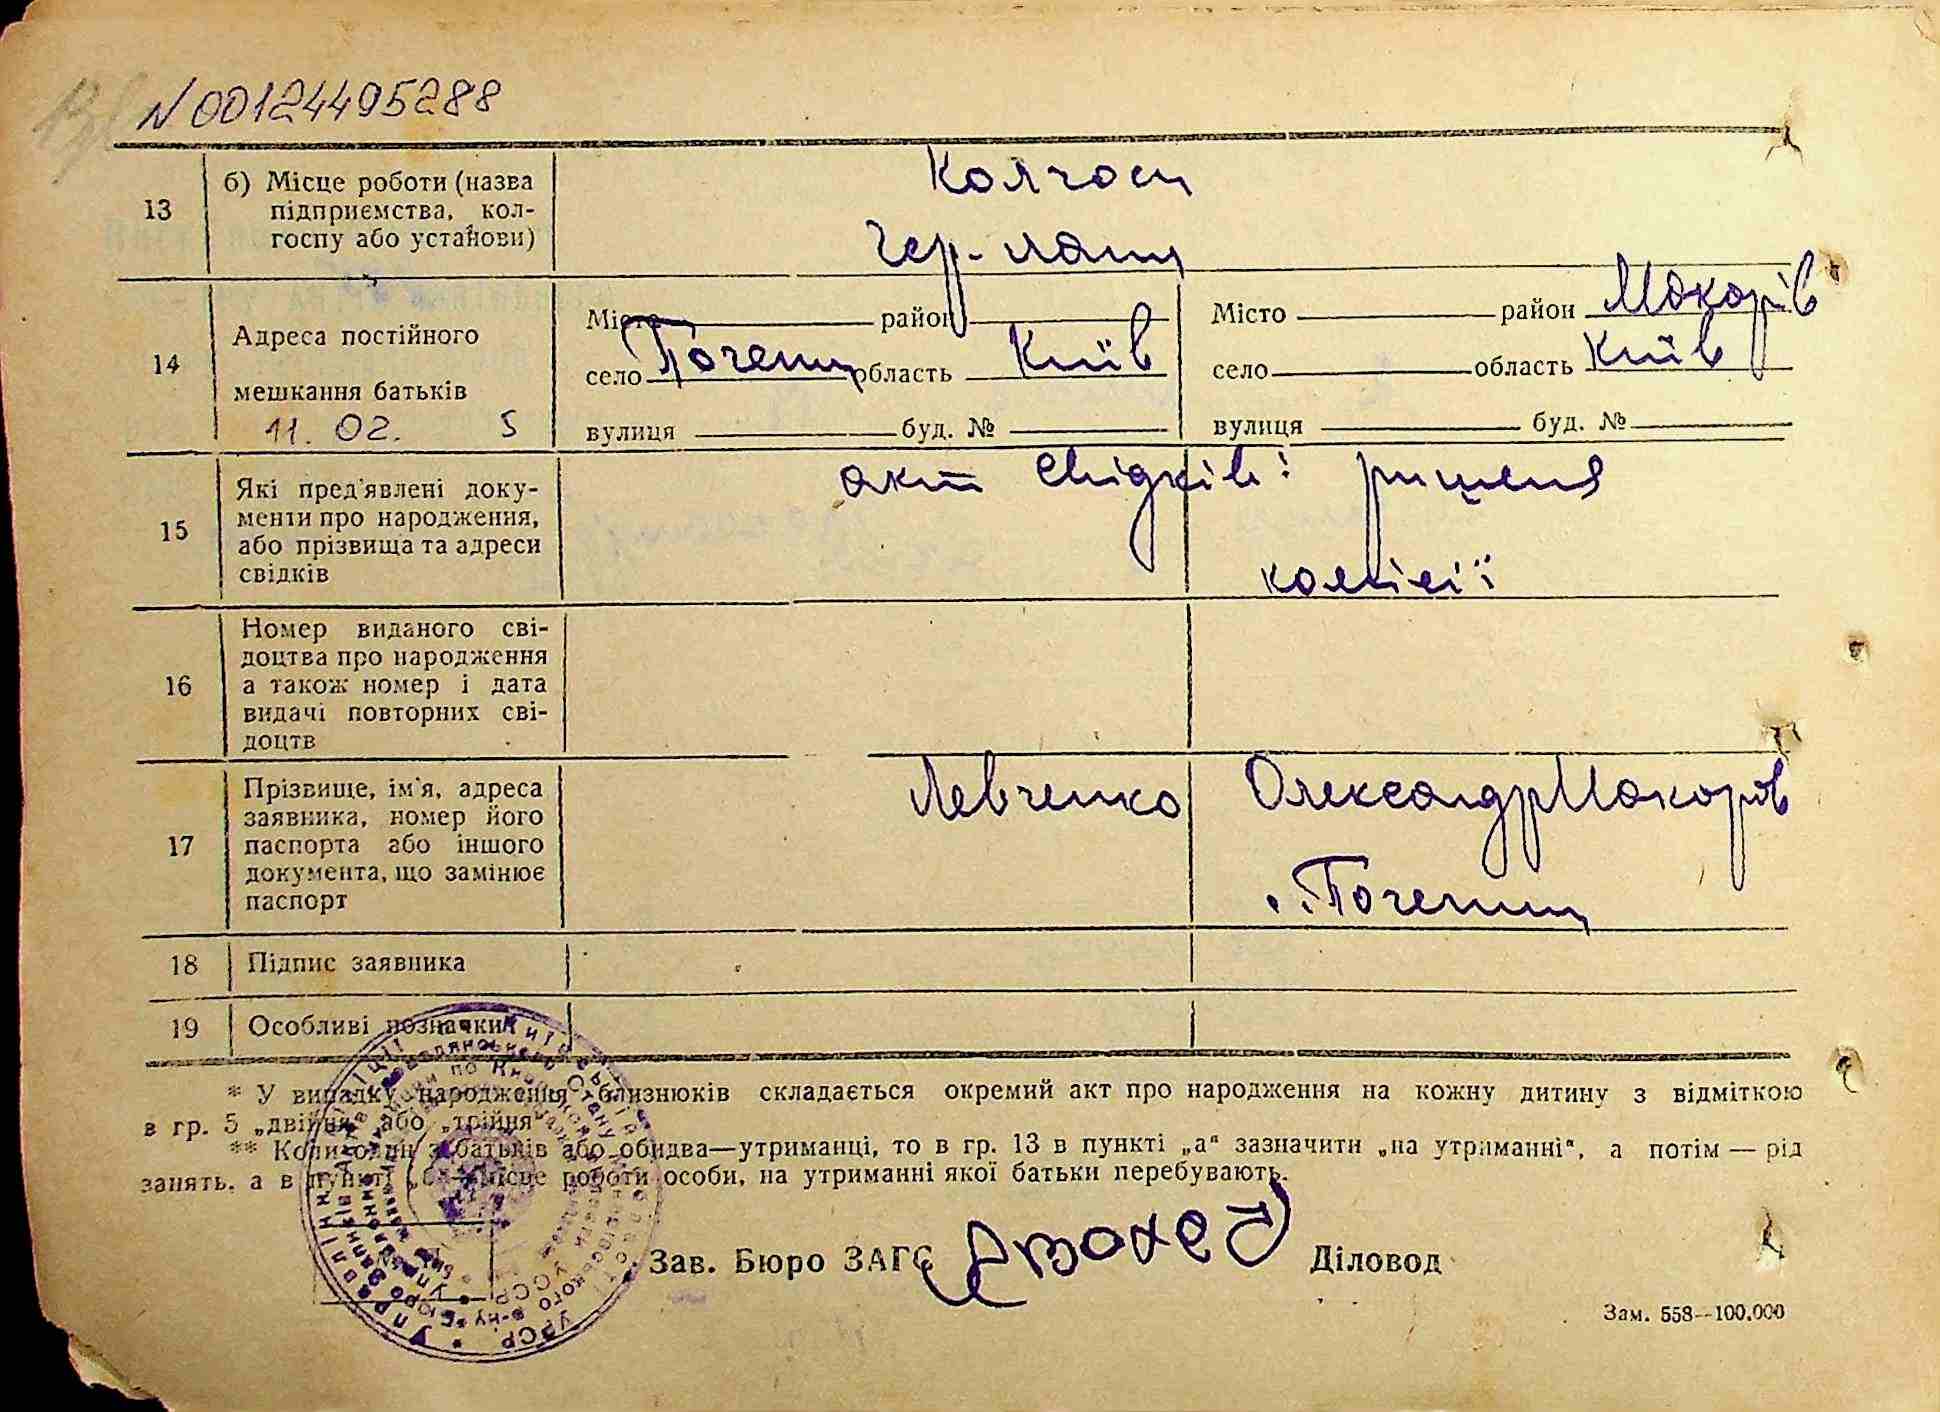 N 00124495288
13
б) Місце роботи (назва
підприємства, кол-
госпу або установи)
Колгосп
Чер. лан
14
Адреса постійного
мешкання батьків
11. 02. 5
Місто район
село Почепин область Київ
вулиця буд. №
Місто район Макорів
село область Київ
вулиця буд. №
15
Які пред'явлені доку-
менти про народження,
або прізвища та адреси
свідків
акт свідків і ришеня
комісії
16
Номер виданого сві-
доцтва про народження
а також номер і дата
видачі повторних сві-
доцтв
17
Прізвище, ім'я, адреса
заявника, номер його
паспорта або іншого
документа, що замінює
паспорт
Левченко Олександр Макоров
с. Почепин
18
Підпис заявника
19
Особливі позначки
* У випадку народження близнюків складається окремий акт про народження на кожну дитину з відміткою
в гр. 5 „двійня" або „трійня"
** Коли один з батьків або обидва—утриманці, то в гр. 13 в пункті „а" зазначити „на утриманні", а потім — рід
занять, а в пункті „б"—місце роботи особи, на утриманні якої батьки перебувають.
Зав. Бюро ЗАГС
Діловод
Зам. 558—100.000